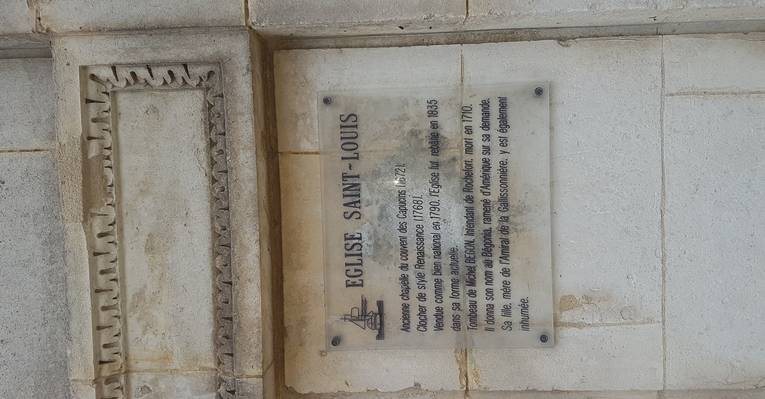 EGLISE SAINT-LOUIS
Ancienne chapelle du couvent des Capucins (1672).
Clocher de style Renaissance (1768).
Vendue comme bien national en 1790, l'Eglise fut rebâtie en 1835
dans sa forme actuelle.
Tombeau de Michel BEGON, Intendant de Rochefort, mort en 1710.
Il donna son nom au Bégonia, ramené d'Amérique sur sa demande.
Sa fille, mère de l'Amiral de la Gallissonnière, y est également
inhumée.